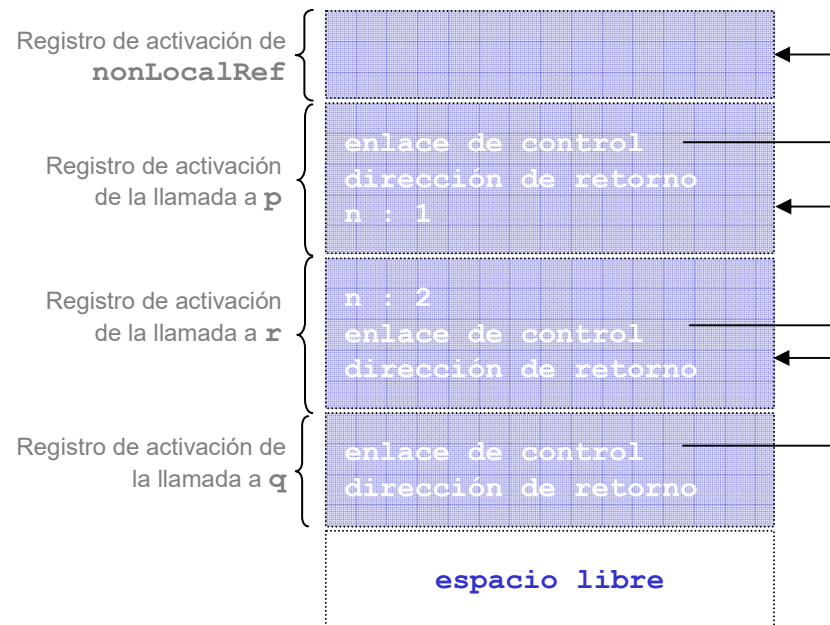 Registro de activación de
nonLocalRef
enlace de control
dirección de retorno
n : 1
Registro de activación
de la llamada a p
n : 2
enlace de control
dirección de retorno
Registro de activación
de la llamada a r
enlace de control
dirección de retorno
Registro de activación de
la llamada a q
espacio libre